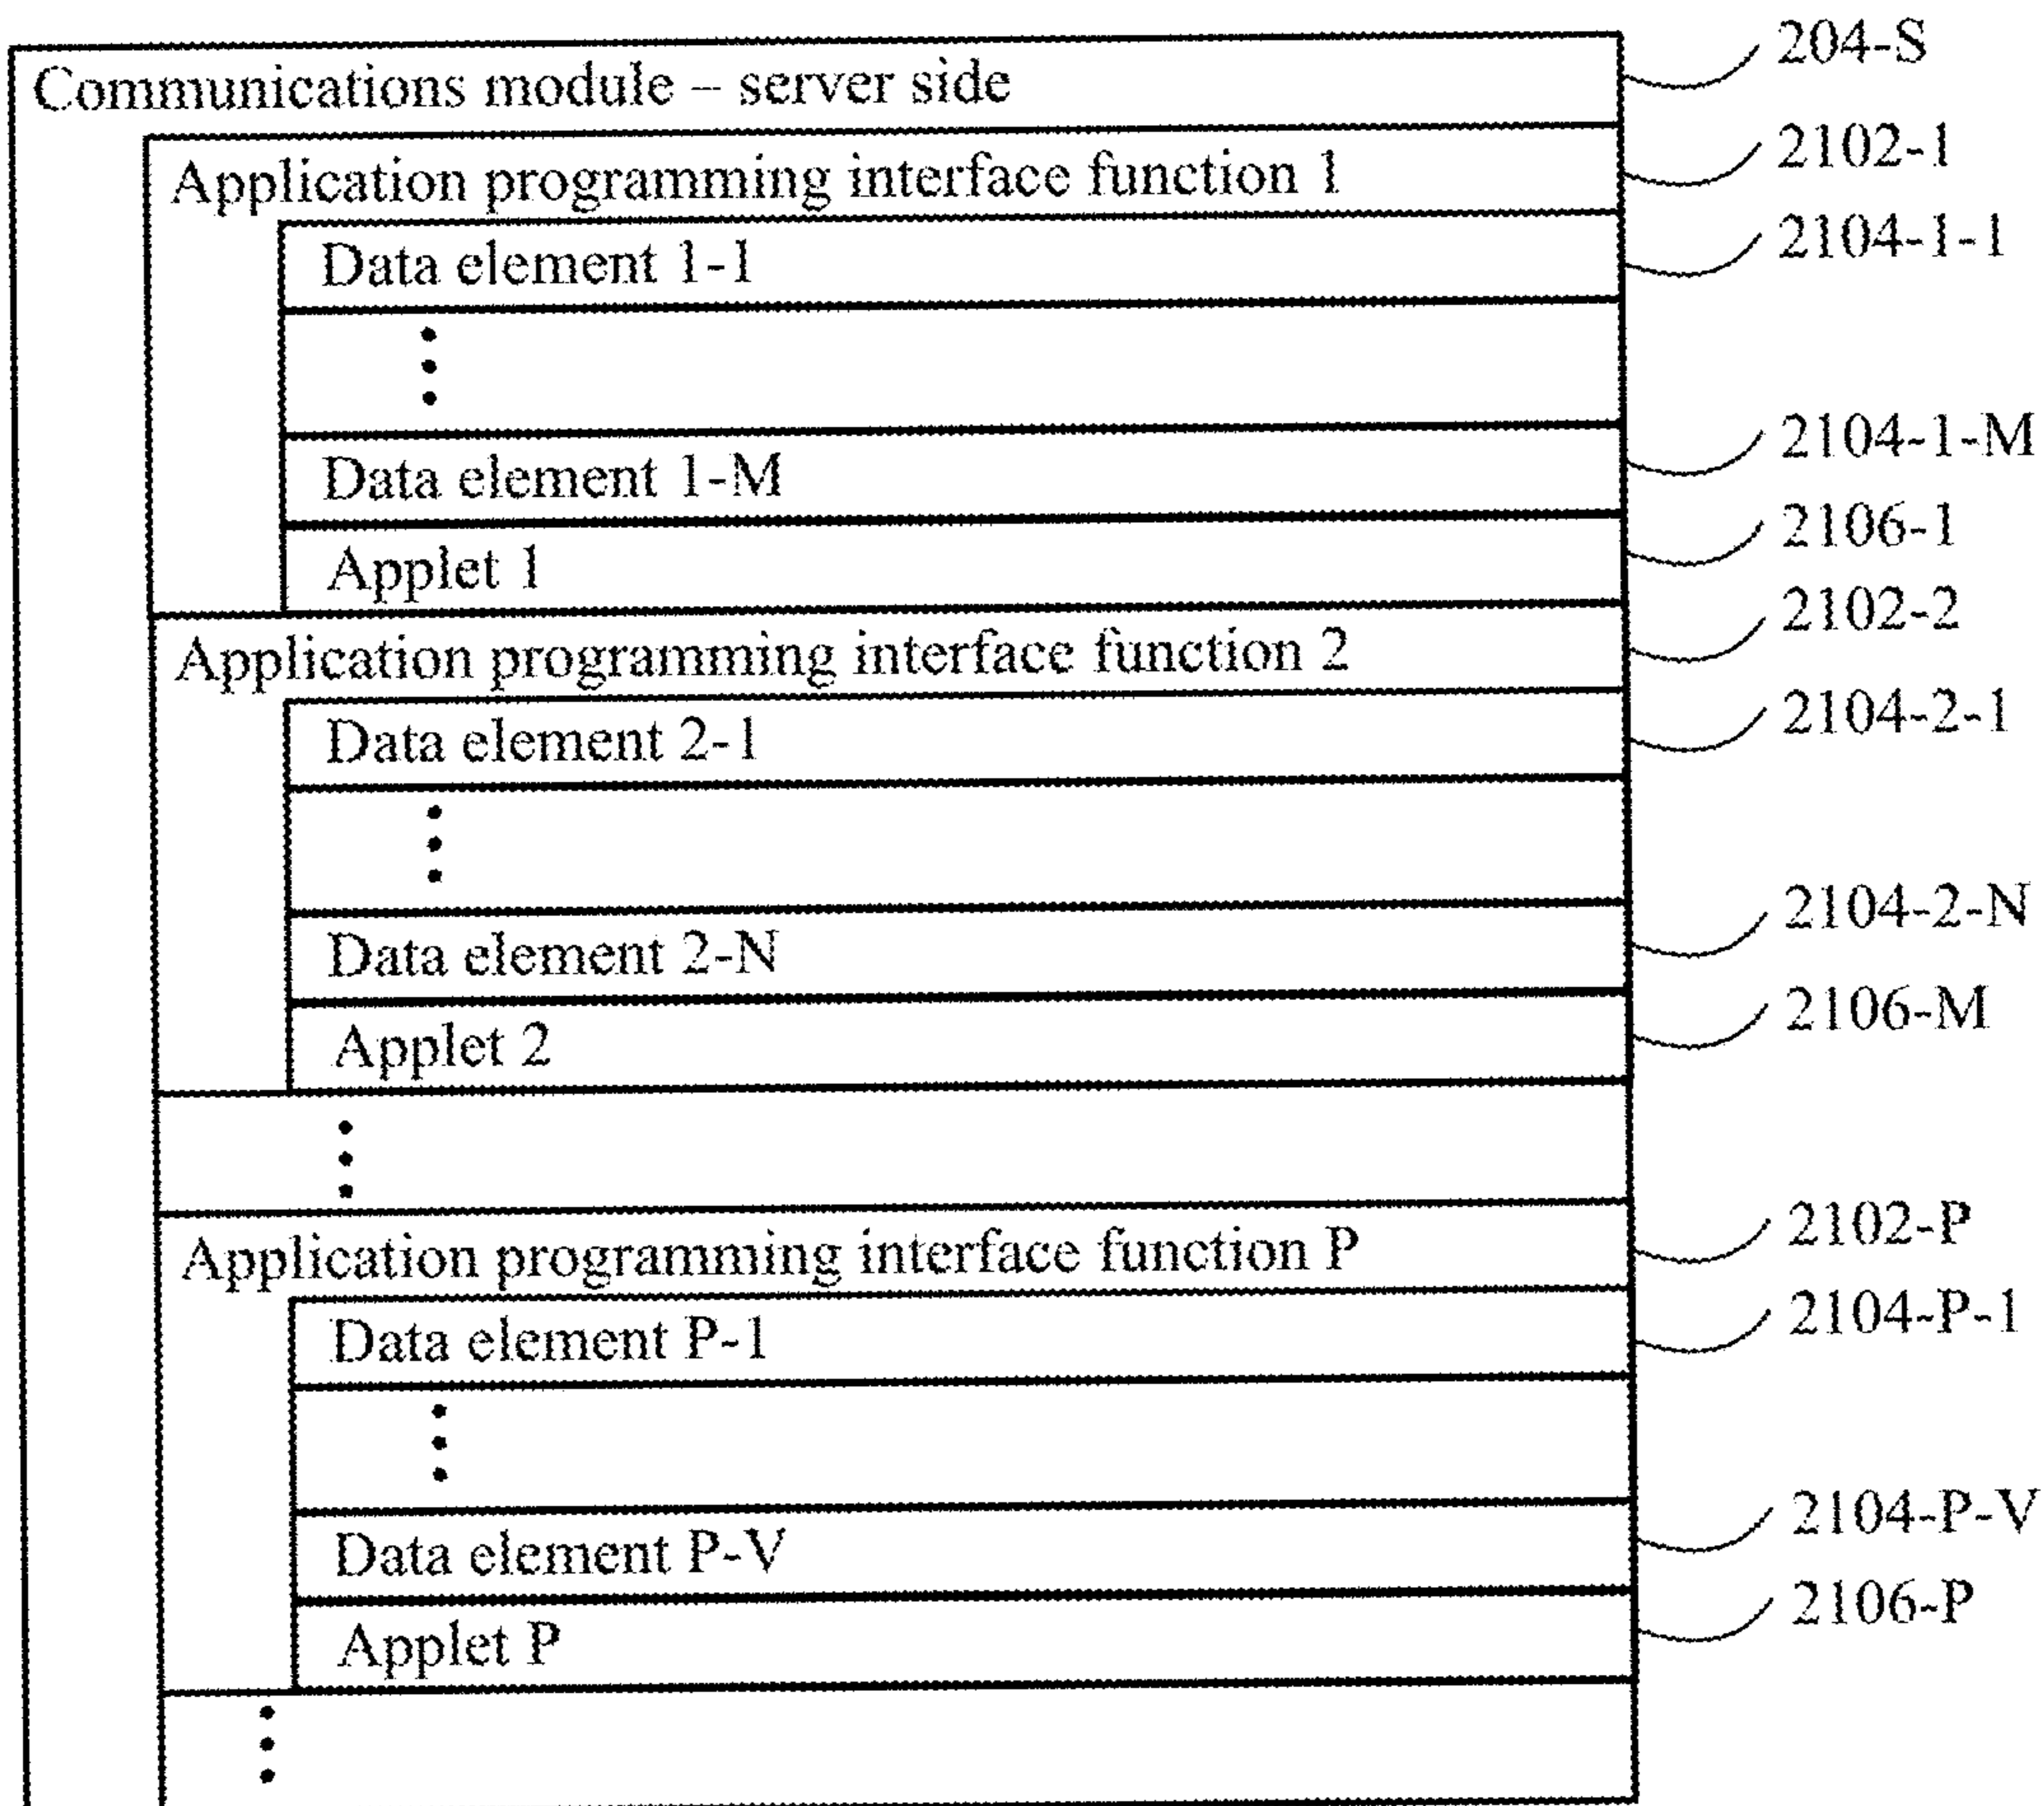 Communications module – server side 204-S
Application programming interface function 1 2102-1
Data element 1-1 2104-1-1
Data element 1-M 2104-1-M
Applet 1 2106-1
Application programming interface function 2 2102-2
Data element 2-1 2104-2-1
Data element 2-N 2104-2-N
Applet 2 2106-M
Application programming interface function P 2102-P
Data element P-1 2104-P-1
Data element P-V 2104-P-V
Applet P 2106-P